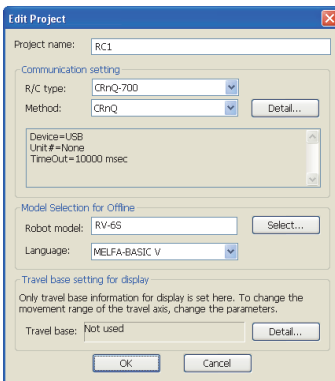 Edit Project
Project name: RC1
Communication setting
R/C type: CRnQ-700
Method: CRnQ Detail...
Device=USB
Unit#=None
TimeOut=10000 msec
Model Selection for Offline
Robot model: RV-6S Select...
Language: MELFA-BASIC V
Travel base setting for display
Only travel base information for display is set here. To change the
movement range of the travel axis, change the parameters.
Travel base: Not used Detail...
OK Cancel